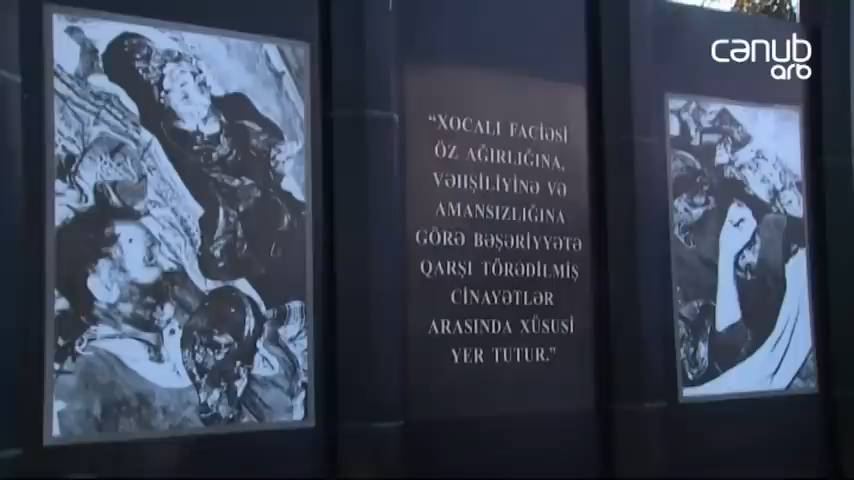 canub
arb
"XOCALI FACİƏSİ
ÖZ AĞIRLIĞINA,
VƏHŞİLİYİNƏ VƏ
AMANSIZLIĞINA
GÖRƏ BƏŞƏRİYYƏTƏ
QARŞI TÖRƏDİLMİŞ
CİNAYƏTLƏR
ARASINDA XÜSUSİ
YER TUTUR."